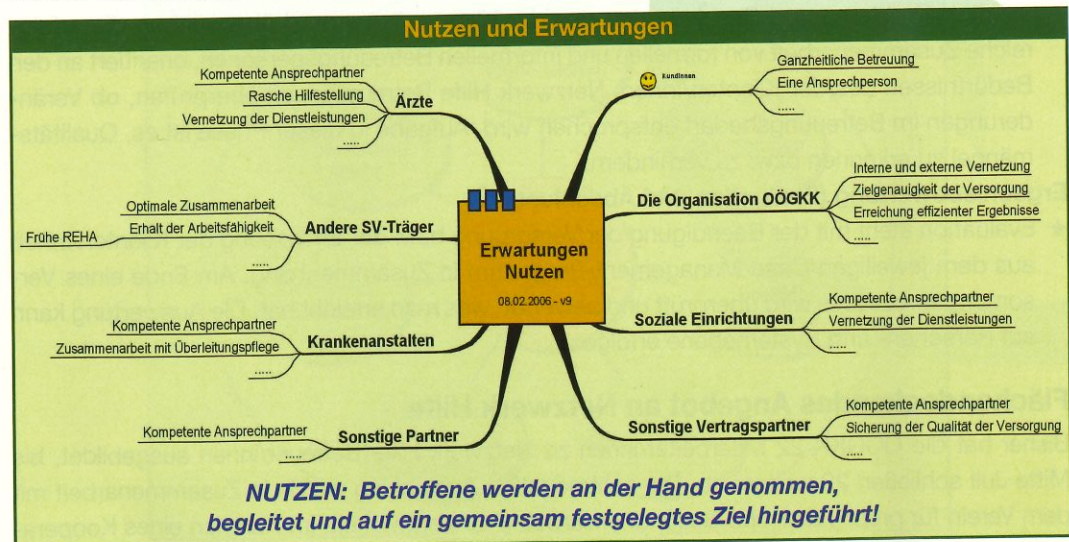 Nutzen und Erwartungen
Kompetente Ansprechpartner
Rasche Hilfestellung
Vernetzung der Dienstleistungen
.....
Ärzte
KundInnen
Ganzheitliche Betreuung
Eine Ansprechperson
.....
Optimale Zusammenarbeit
Frühe REHA
Erhalt der Arbeitsfähigkeit
.....
Andere SV-Träger
Die Organisation OÖGKK
Interne und externe Vernetzung
Zielgenauigkeit der Versorgung
Erreichung effizienter Ergebnisse
.....
Erwartungen
Nutzen
08.02.2006 - v9
Kompetente Ansprechpartner
Zusammenarbeit mit Überleitungspflege
.....
Krankenanstalten
Soziale Einrichtungen
Kompetente Ansprechpartner
Vernetzung der Dienstleistungen
.....
Kompetente Ansprechpartner
.....
Sonstige Partner
Sonstige Vertragspartner
Kompetente Ansprechpartner
Sicherung der Qualität der Versorgung
.....
NUTZEN: Betroffene werden an der Hand genommen,
begleitet und auf ein gemeinsam festgelegtes Ziel hingeführt!